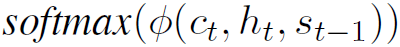 softmax(ϕ(c_t, h_t, s_{t−1}))